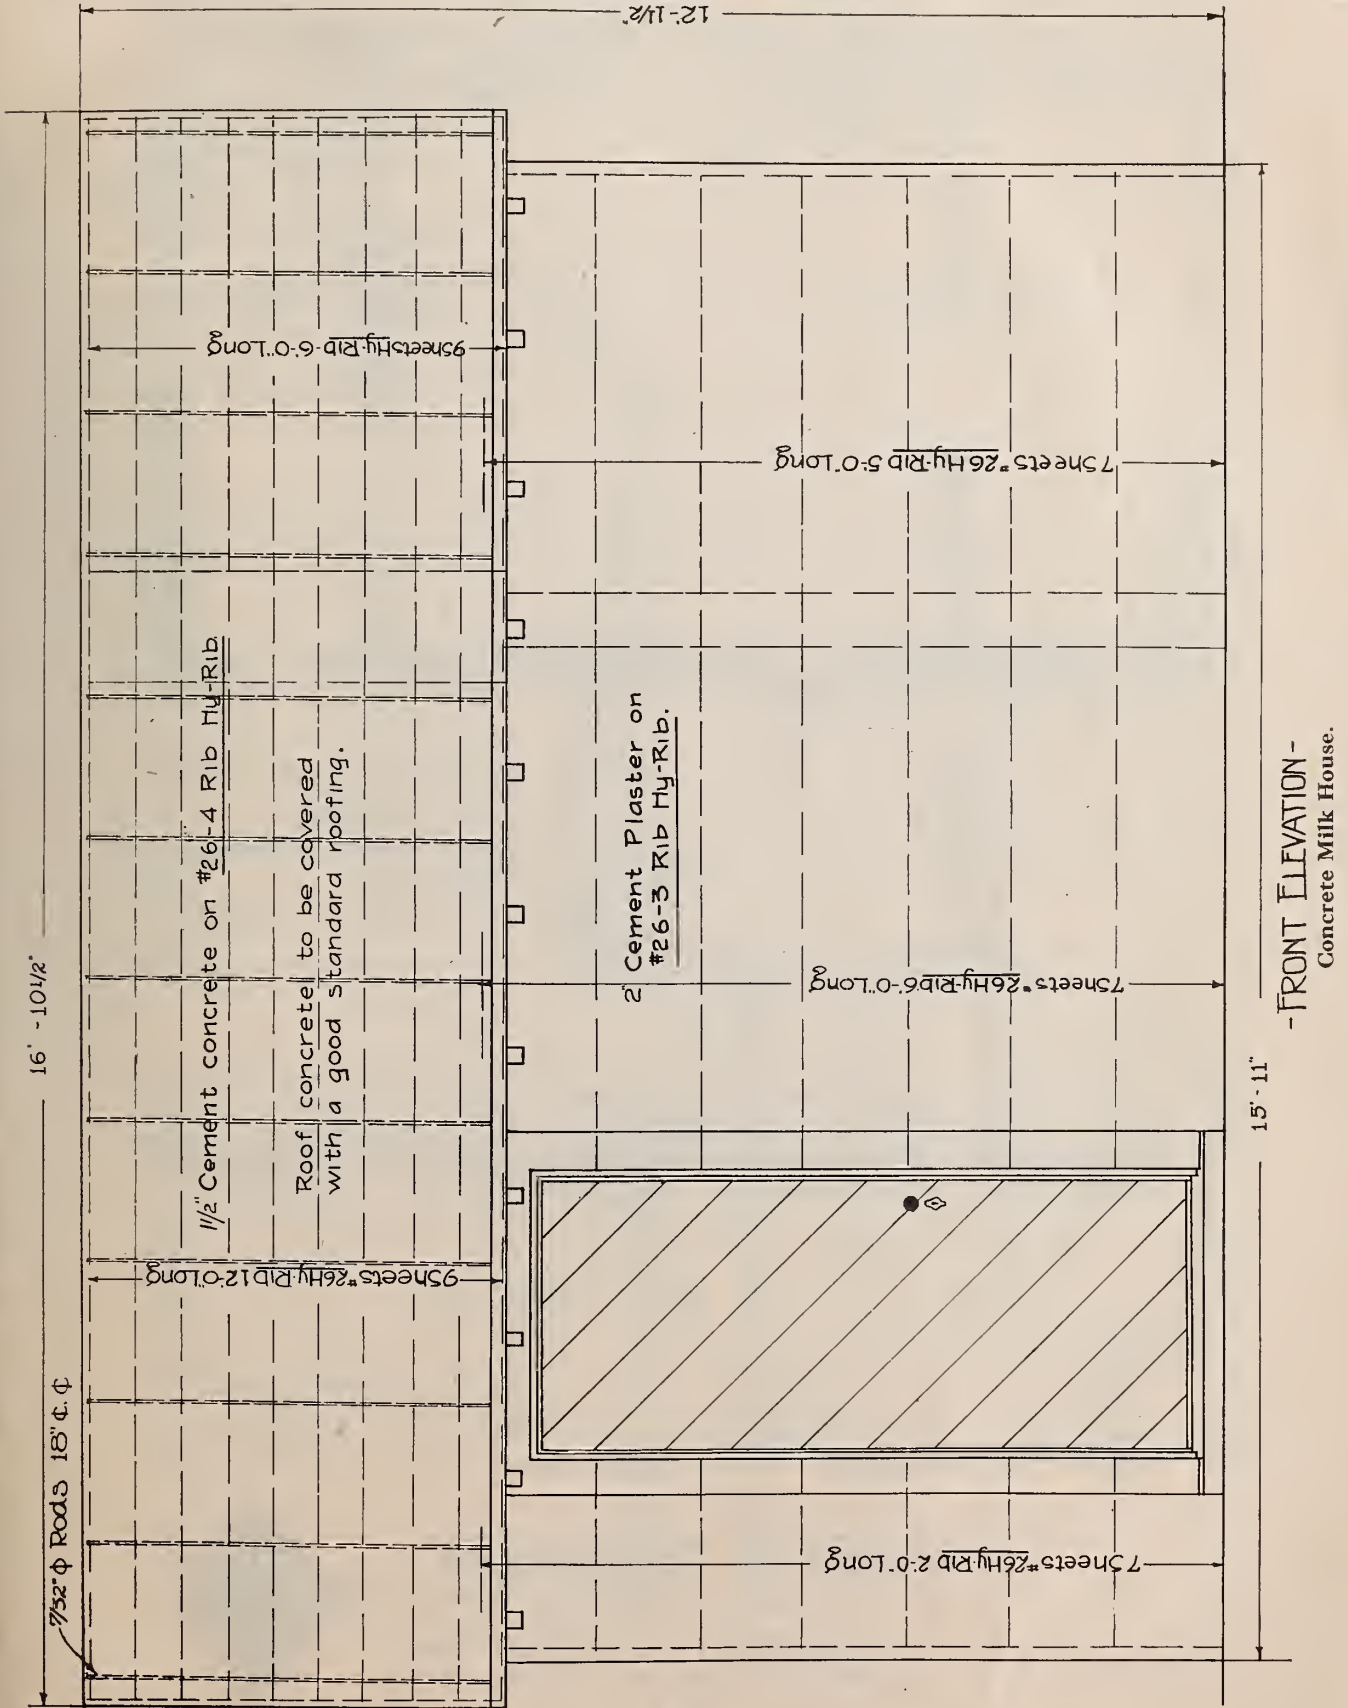 12'-11½"
16'-10½"
7/32"ϕ Rods 18" ¢. ¢
9 Sheets Hy-Rib-6'-0" Long
1½" Cement concrete on #26-4 Rib Hy-Rib
Roof concrete to be covered
with a good standard roofing.
9 Sheets #26 Hy-Rib 12'-0" Long
7 Sheets #26 Hy-Rib 5'-0" Long
2" Cement Plaster on
#26-3 Rib Hy-Rib.
7 Sheets #26 Hy-Rib 6'-0" Long
7 Sheets #26 Hy-Rib 2'-0" Long
15'-11"
-FRONT ELEVATION-
Concrete Milk House.